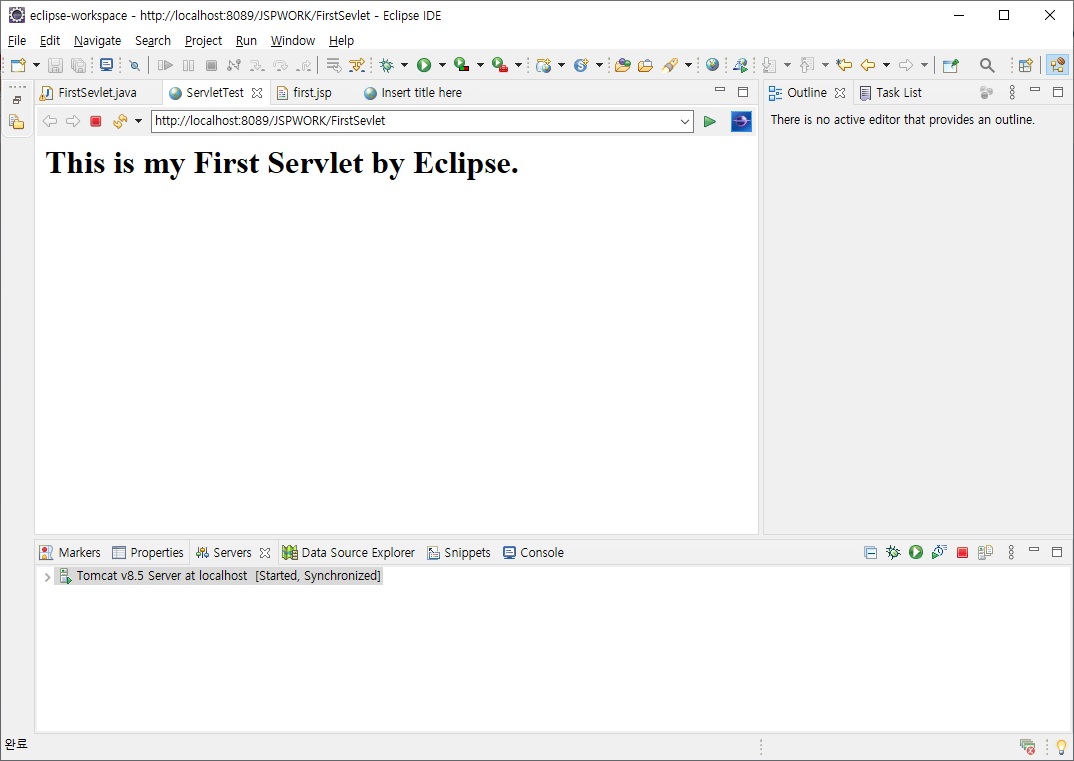 eclipse-workspace - http://localhost:8089/JSPWORK/FirstSevlet - Eclipse IDE
File Edit Navigate Search Project Run Window Help
FirstSevlet.java ServletTest first.jsp Insert title here
Outline Task List
http://localhost:8089/JSPWORK/FirstSevlet
There is no active editor that provides an outline.
This is my First Servlet by Eclipse.
Markers Properties Servers Data Source Explorer Snippets Console
Tomcat v8.5 Server at localhost [Started, Synchronized]
완료